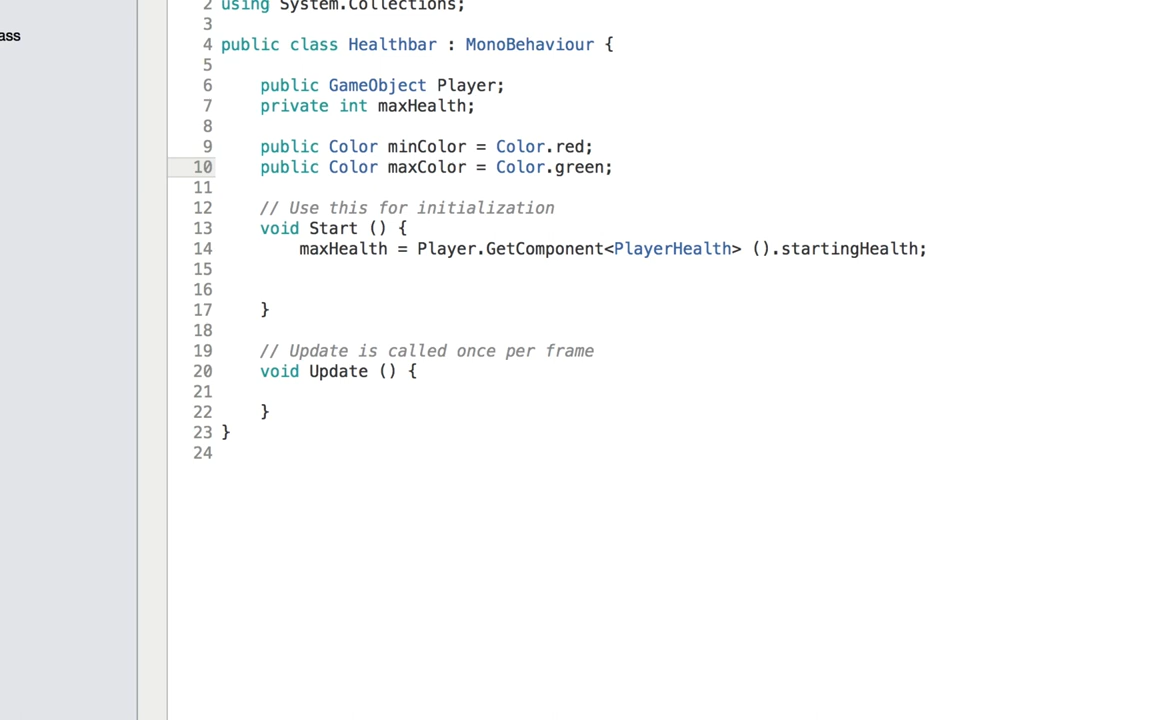 2 using System.Collections;
ass
3
4 public class Healthbar : MonoBehaviour {
5
6 public GameObject Player;
7 private int maxHealth;
8
9 public Color minColor = Color.red;
10 public Color maxColor = Color.green;
11
12 // Use this for initialization
13 void Start () {
14 maxHealth = Player.GetComponent<PlayerHealth> ().startingHealth;
15
16
17 }
18
19 // Update is called once per frame
20 void Update () {
21
22 }
23 }
24